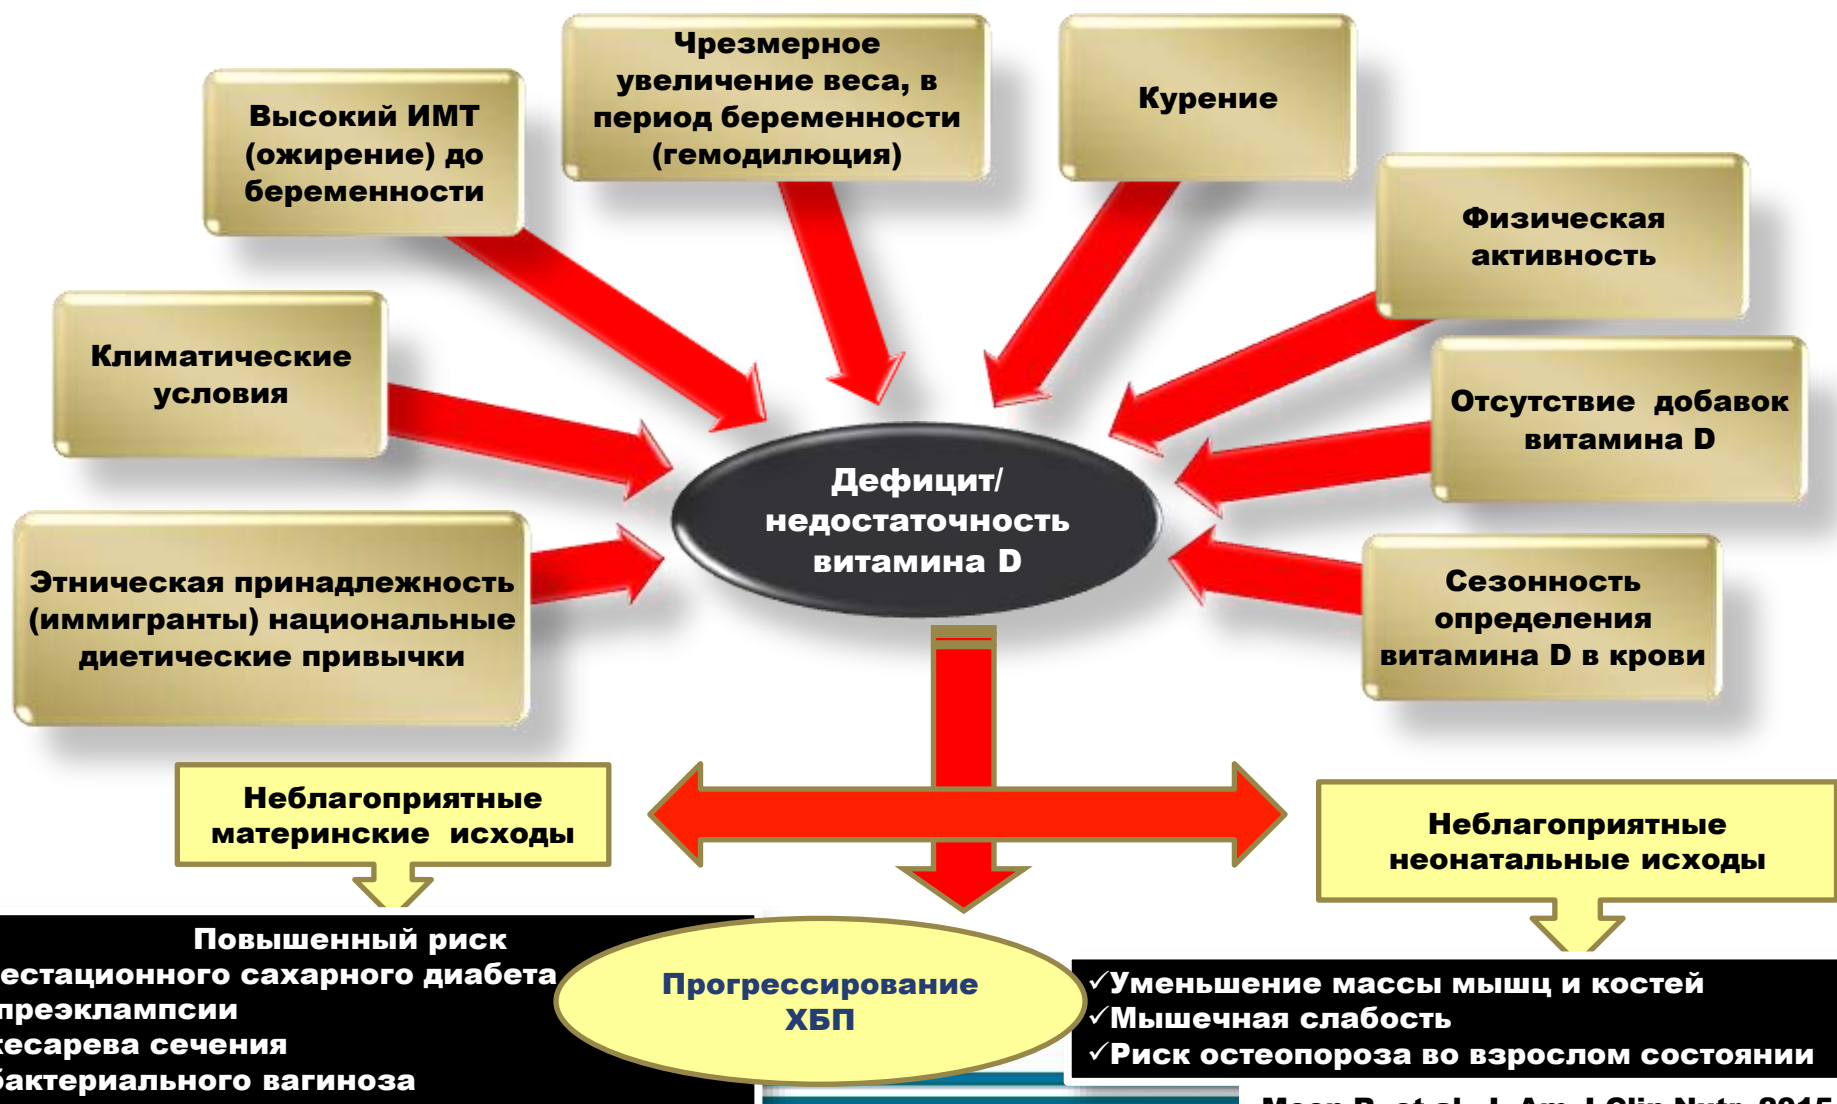 Чрезмерное
увеличение веса, в
период беременности
(гемодилюция)
Курение
Высокий ИМТ
(ожирение) до
беременности
Физическая
активность
Климатические
условия
Отсутствие добавок
витамина D
Дефицит/
недостаточность
витамина D
Этническая принадлежность
(иммигранты) национальные
диетические привычки
Сезонность
определения
витамина D в крови
Неблагоприятные
материнские исходы
Неблагоприятные
неонатальные исходы
Повышенный риск
естационного сахарного диабета
преэклампсии
кесарева сечения
бактериального вагиноза
Прогрессирование
ХБП
✓Уменьшение массы мышц и костей
✓Мышечная слабость
✓Риск остеопороза во взрослом состоянии